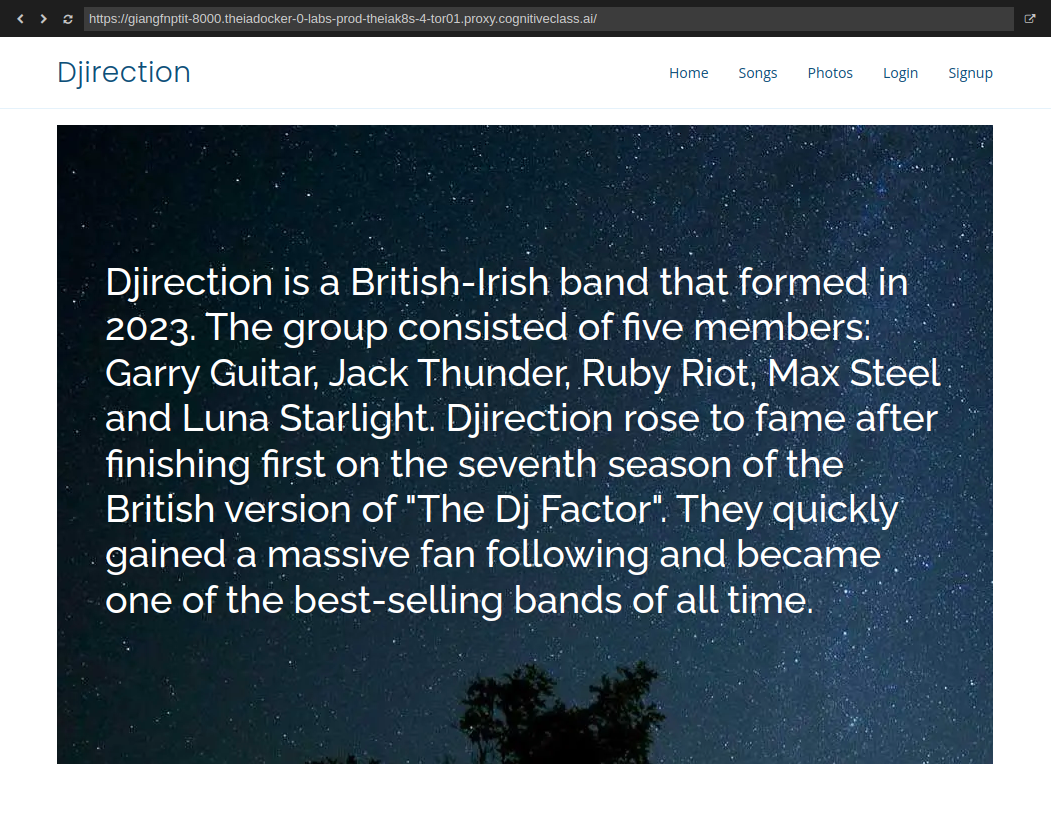 https://giangfnptit-8000.theiadocker-0-labs-prod-theiak8s-4-tor01.proxy.cognitiveclass.ai/
Djirection
Home Songs Photos Login Signup
Djirection is a British-Irish band that formed in
2023. The group consisted of five members:
Garry Guitar, Jack Thunder, Ruby Riot, Max Steel
and Luna Starlight. Djirection rose to fame after
finishing first on the seventh season of the
British version of "The Dj Factor". They quickly
gained a massive fan following and became
one of the best-selling bands of all time.